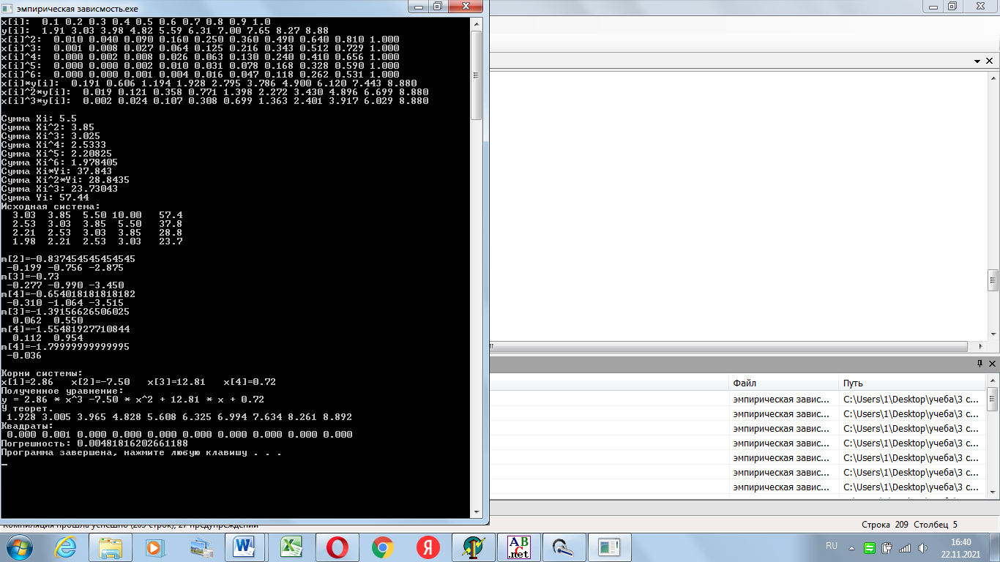 эмпирическая зависмость.exe
x[i]: 0.1 0.2 0.3 0.4 0.5 0.6 0.7 0.8 0.9 1.0
y[i]: 1.91 3.03 3.98 4.82 5.59 6.31 7.00 7.65 8.27 8.88
x[i]^2: 0.010 0.040 0.090 0.160 0.250 0.360 0.490 0.640 0.810 1.000
x[i]^3: 0.001 0.008 0.027 0.064 0.125 0.216 0.343 0.512 0.729 1.000
x[i]^4: 0.000 0.002 0.008 0.026 0.063 0.130 0.240 0.410 0.656 1.000
x[i]^5: 0.000 0.000 0.002 0.010 0.031 0.078 0.168 0.328 0.590 1.000
x[i]^6: 0.000 0.000 0.001 0.004 0.016 0.047 0.118 0.262 0.531 1.000
x[i]*y[i]: 0.191 0.606 1.194 1.928 2.795 3.786 4.900 6.120 7.443 8.880
x[i]^2*y[i]: 0.019 0.121 0.358 0.771 1.398 2.272 3.430 4.896 6.699 8.880
x[i]^3*y[i]: 0.002 0.024 0.107 0.308 0.699 1.363 2.401 3.917 6.029 8.880
Сумма Xi: 5.5
Сумма Xi^2: 3.85
Сумма Xi^3: 3.025
Сумма Xi^4: 2.5333
Сумма Xi^5: 2.20825
Сумма Xi^6: 1.978405
Сумма Xi*Yi: 37.843
Сумма Xi^2*Yi: 28.8435
Сумма Xi^3: 23.73043
Сумма Yi: 57.44
Исходная система:
3.03 3.85 5.50 10.00 57.4
2.53 3.03 3.85 5.50 37.8
2.21 2.53 3.03 3.85 28.8
1.98 2.21 2.53 3.03 23.7
m[2]=-0.837454545454545
-0.199 -0.756 -2.875
m[3]=-0.73
-0.277 -0.990 -3.450
m[4]=-0.654018181818182
-0.310 -1.064 -3.515
m[3]=-1.39156626506025
0.062 0.550
m[4]=-1.55481927710844
0.112 0.954
m[4]=-1.79999999999995
-0.036
Корни системы:
x[1]=2.86 x[2]=-7.50 x[3]=12.81 x[4]=0.72
Полученное уравнение:
y = 2.86 * x^3 -7.50 * x^2 + 12.81 * x + 0.72
У теорет.
1.928 3.005 3.965 4.828 5.608 6.325 6.994 7.634 8.261 8.892
Квадраты:
0.000 0.001 0.000 0.000 0.000 0.000 0.000 0.000 0.000 0.000
Погрешность: 0.00481816202661188
Программа завершена, нажмите любую клавишу . . .
Файл Путь
эмпирическая завис... C:\Users\1\Desktop\учеба\3 с...
эмпирическая завис... C:\Users\1\Desktop\учеба\3 с...
эмпирическая завис... C:\Users\1\Desktop\учеба\3 с...
эмпирическая завис... C:\Users\1\Desktop\учеба\3 с...
эмпирическая завис... C:\Users\1\Desktop\учеба\3 с...
эмпирическая завис... C:\Users\1\Desktop\учеба\3 с...
эмпирическая завис... C:\Users\1\Desktop\учеба\3 с...
Компиляция прошла успешно (209 строк), 27 предупреждений
Строка 209 Столбец 5
ABC .net
RU
16:40
22.11.2021